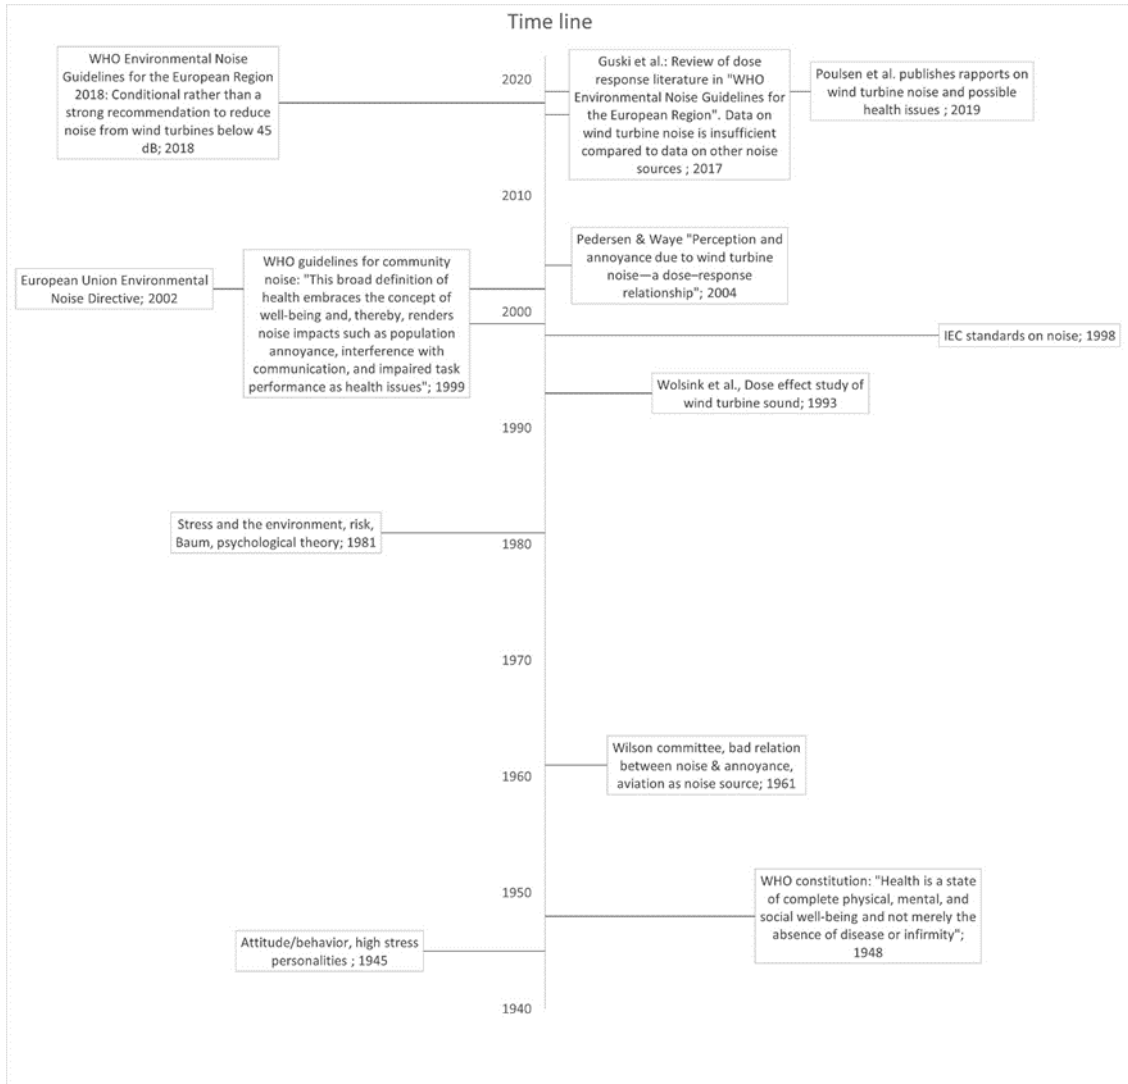 Time line
WHO Environmental Noise
Guidelines for the European Region
2018: Conditional rather than a
strong recommendation to reduce
noise from wind turbines below 45
dB; 2018
2020
Guski et al.: Review of dose
response literature in "WHO
Environmental Noise Guidelines for
the European Region". Data on
wind turbine noise is insufficient
compared to data on other noise
sources ; 2017
Poulsen et al. publishes rapports on
wind turbine noise and possible
health issues ; 2019
2010
European Union Environmental
Noise Directive; 2002
WHO guidelines for community
noise: "This broad definition of
health embraces the concept of
well-being and, thereby, renders
noise impacts such as population
annoyance, interference with
communication, and impaired task
performance as health issues"; 1999
Pedersen & Waye "Perception and
annoyance due to wind turbine
noise—a dose–response
relationship"; 2004
2000
IEC standards on noise; 1998
Wolsink et al., Dose effect study of
wind turbine sound; 1993
1990
Stress and the environment, risk,
Baum, psychological theory; 1981
1980
1970
Wilson committee, bad relation
between noise & annoyance,
aviation as noise source; 1961
1960
WHO constitution: "Health is a state
of complete physical, mental, and
social well-being and not merely the
absence of disease or infirmity";
1948
1950
Attitude/behavior, high stress
personalities ; 1945
1940